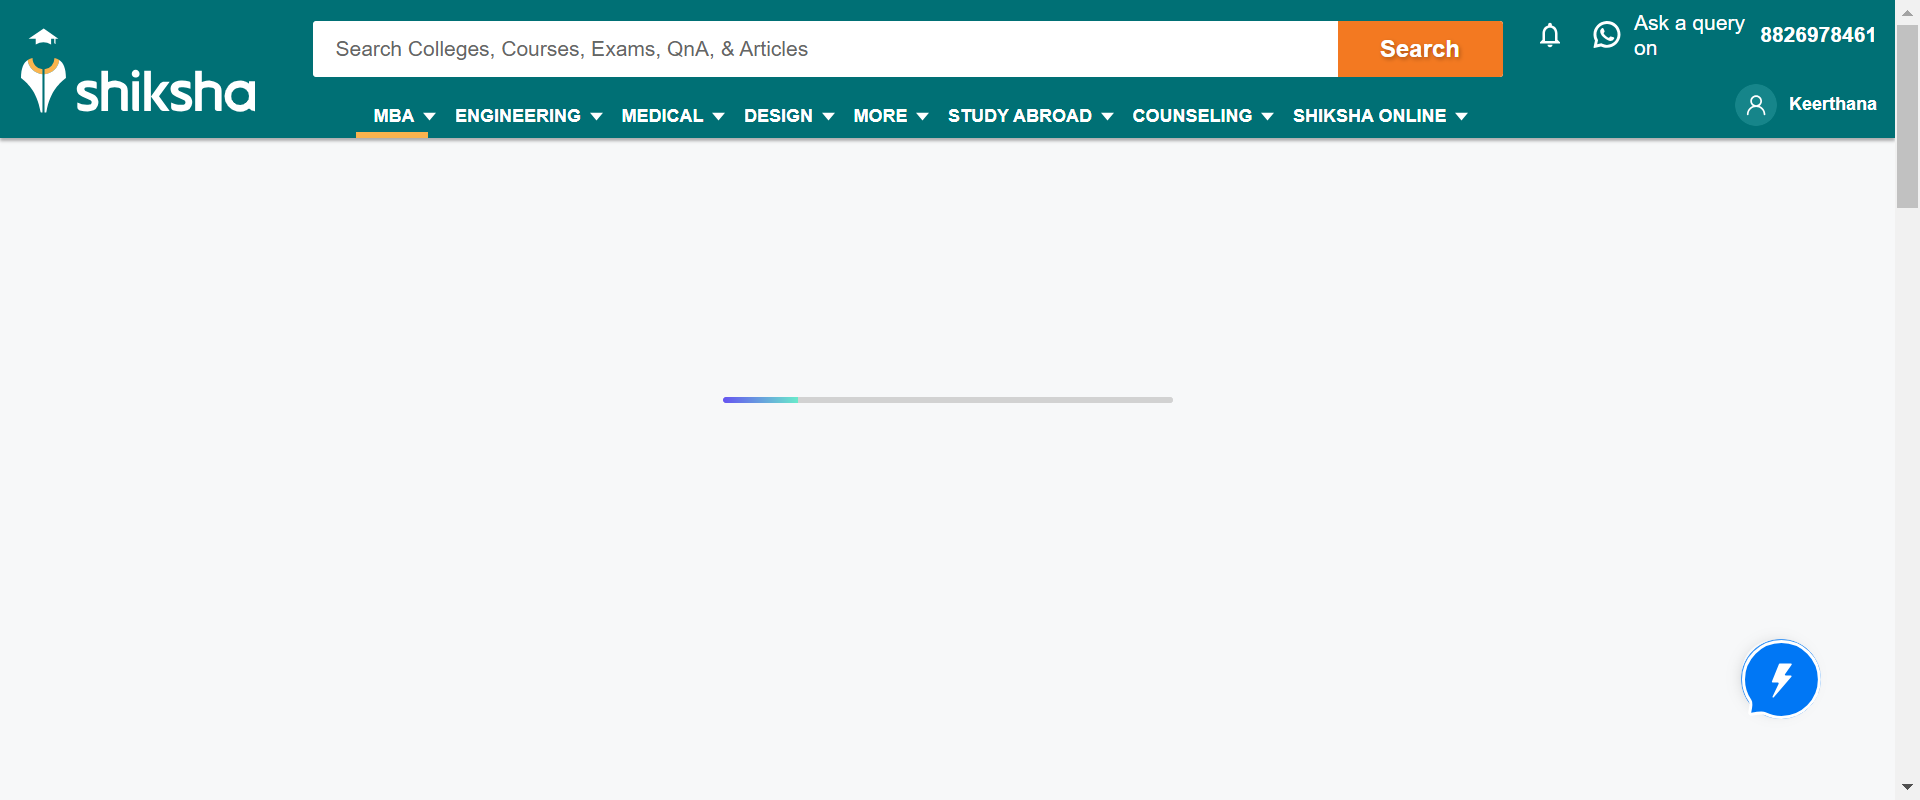 shiksha
Search Colleges, Courses, Exams, QnA, & Articles
Search
Ask a query
on
8826978461
MBA ENGINEERING MEDICAL DESIGN MORE STUDY ABROAD COUNSELING SHIKSHA ONLINE
Keerthana